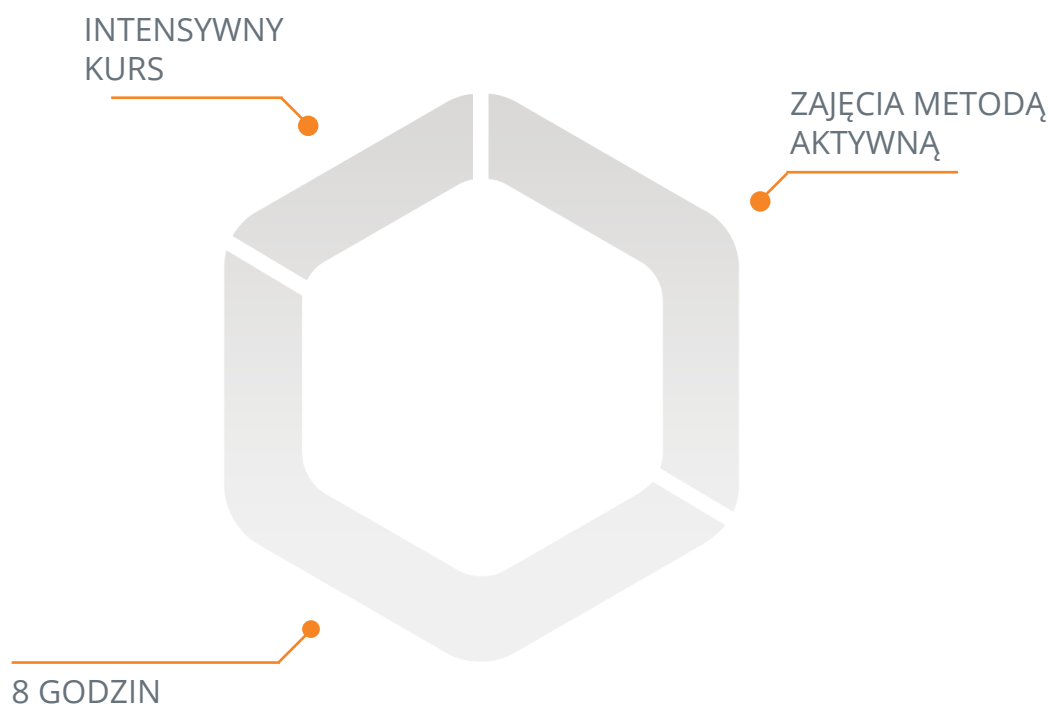 INTENSYWNY
KURS
ZAJĘCIA METODĄ
AKTYWNĄ
8 GODZIN